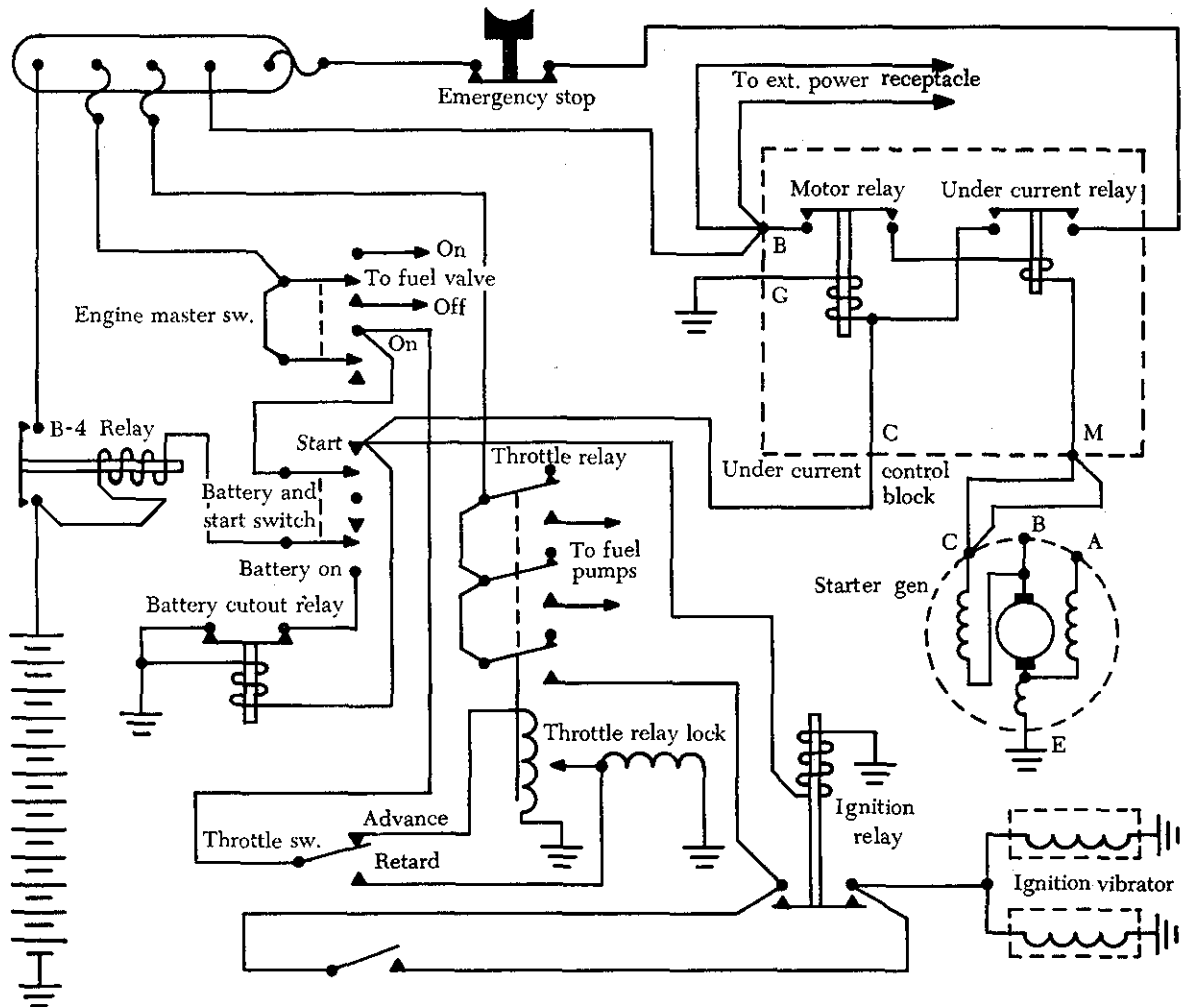 Emergency stop
To ext. power receptacle
Motor relay
Under current relay
B
G
On
To fuel valve
Off
Engine master sw.
On
B-4 Relay
Start
C
M
Throttle relay
Under current
control
block
Battery and
start switch
Battery on
To fuel
pumps
C
B
A
Starter gen
Battery cutout relay
E
Throttle relay lock
Ignition
relay
Advance
Throttle sw.
Retard
Ignition vibrator